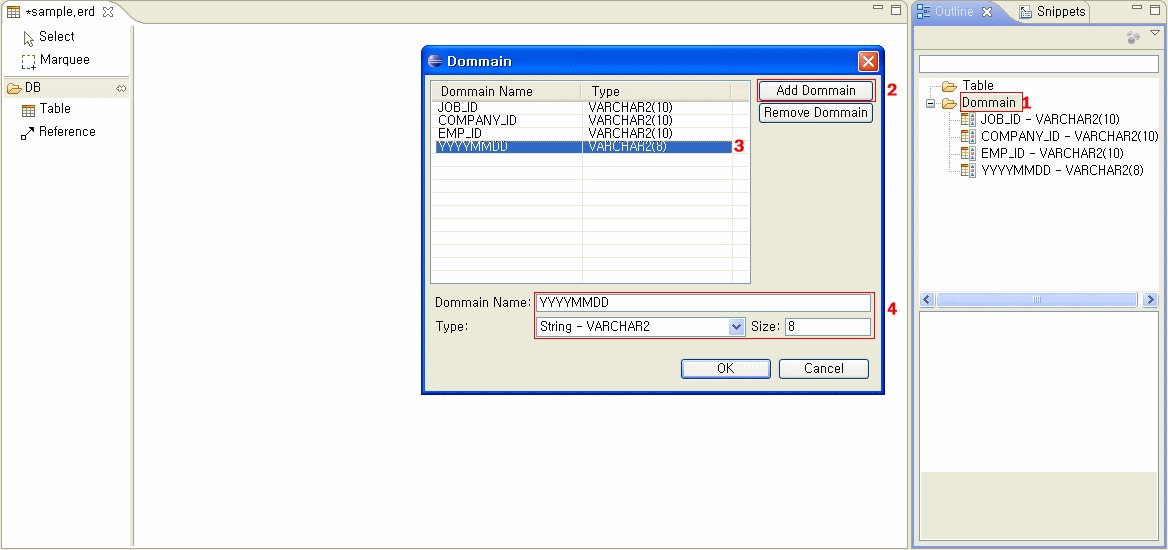 *sample.erd
Select
Marquee
DB
Table
Reference
Dommain
Dommain Name Type
JOB_ID VARCHAR2(10)
COMPANY_ID VARCHAR2(10)
EMP_ID VARCHAR2(10)
YYYYMMDD VARCHAR2(8)
3
Add Dommain
2
Remove Dommain
Dommain Name: YYYYMMDD
Type: String - VARCHAR2 Size: 8
4
OK Cancel
Outline Snippets
Table
Dommain 1
JOB_ID - VARCHAR2(10)
COMPANY_ID - VARCHAR2(10)
EMP_ID - VARCHAR2(10)
YYYYMMDD - VARCHAR2(8)